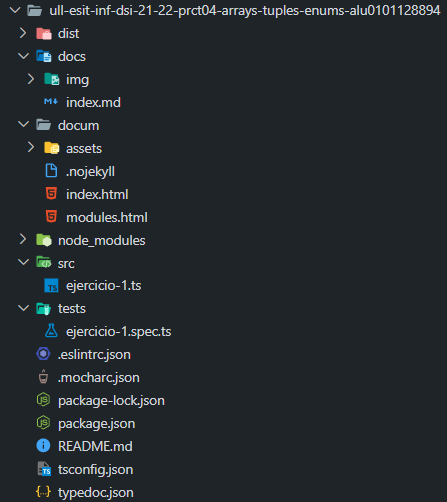 ull-esit-inf-dsi-21-22-prct04-arrays-tuples-enums-alu0101128894
dist
docs
img
index.md
docum
assets
.nojekyll
index.html
modules.html
node_modules
src
ejercicio-1.ts
tests
ejercicio-1.spec.ts
.eslintrc.json
.mocharc.json
package-lock.json
package.json
README.md
tsconfig.json
typedoc.json